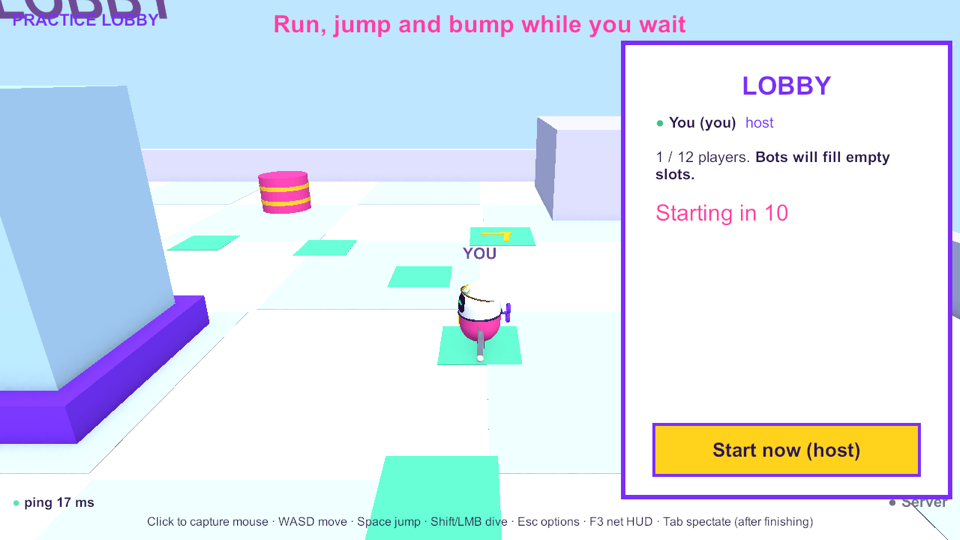 LOBBY
PRACTICE LOBBY
Run, jump and bump while you wait
LOBBY
● You (you) host
1 / 12 players. Bots will fill empty
slots.
Starting in 10
YOU
Start now (host)
● ping 17 ms
● Server
Click to capture mouse · WASD move · Space jump · Shift/LMB dive · Esc options · F3 net HUD · Tab spectate (after finishing)